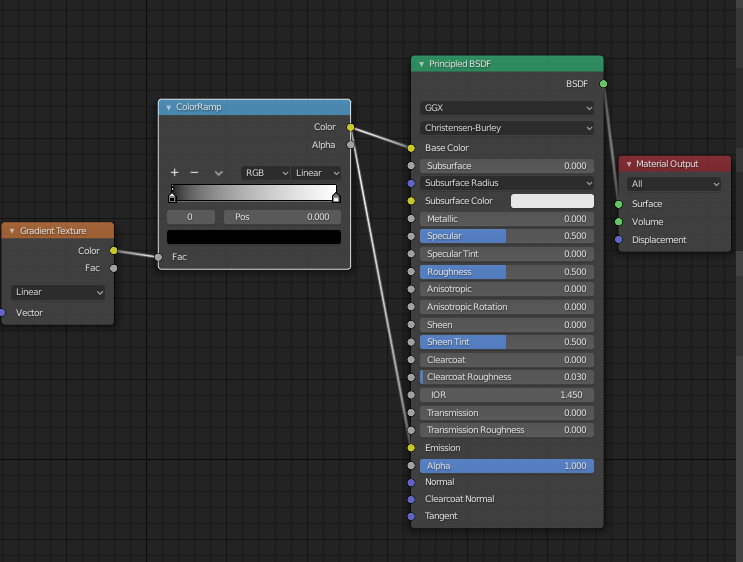 Gradient Texture
Color
Fac
Linear
Vector
ColorRamp
Color
Alpha
+ − RGB Linear
0 Pos 0.000
Fac
Principled BSDF
BSDF
GGX
Christensen-Burley
Base Color
Subsurface 0.000
Subsurface Radius
Subsurface Color
Metallic 0.000
Specular 0.500
Specular Tint 0.000
Roughness 0.500
Anisotropic 0.000
Anisotropic Rotation 0.000
Sheen 0.000
Sheen Tint 0.500
Clearcoat 0.000
Clearcoat Roughness 0.030
IOR 1.450
Transmission 0.000
Transmission Roughness 0.000
Emission
Alpha 1.000
Normal
Clearcoat Normal
Tangent
Material Output
All
Surface
Volume
Displacement